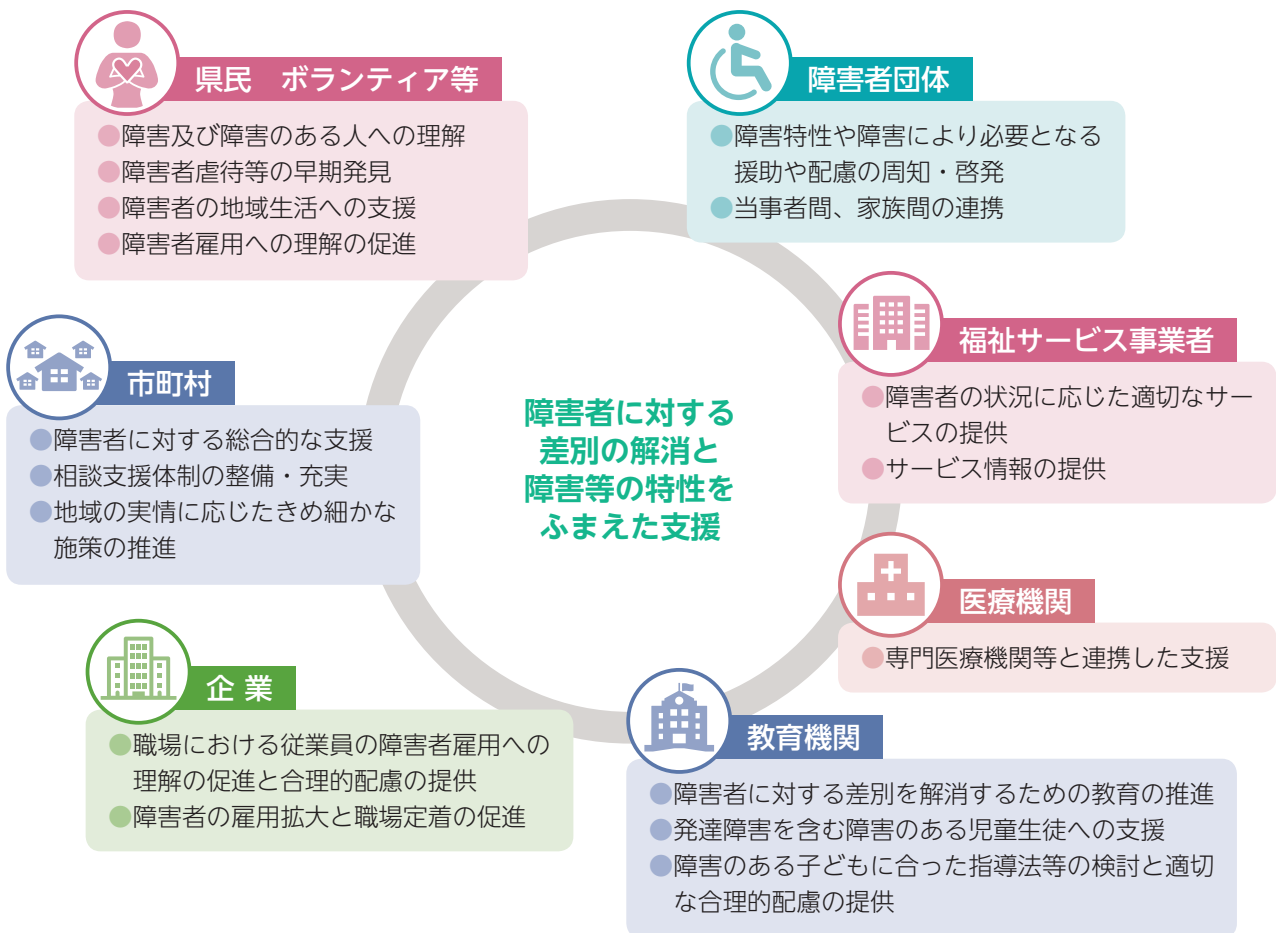 県民　ボランティア等
●障害及び障害のある人への理解
●障害者虐待等の早期発見
●障害者の地域生活への支援
●障害者雇用への理解の促進
障害者団体
●障害特性や障害により必要となる
援助や配慮の周知・啓発
●当事者間、家族間の連携
福祉サービス事業者
●障害者の状況に応じた適切なサー
ビスの提供
●サービス情報の提供
市町村
●障害者に対する総合的な支援
●相談支援体制の整備・充実
●地域の実情に応じたきめ細かな
施策の推進
障害者に対する
差別の解消と
障害等の特性を
ふまえた支援
医療機関
●専門医療機関等と連携した支援
企業
●職場における従業員の障害者雇用への
理解の促進と合理的配慮の提供
●障害者の雇用拡大と職場定着の促進
教育機関
●障害者に対する差別を解消するための教育の推進
●発達障害を含む障害のある児童生徒への支援
●障害のある子どもに合った指導法等の検討と適切
な合理的配慮の提供